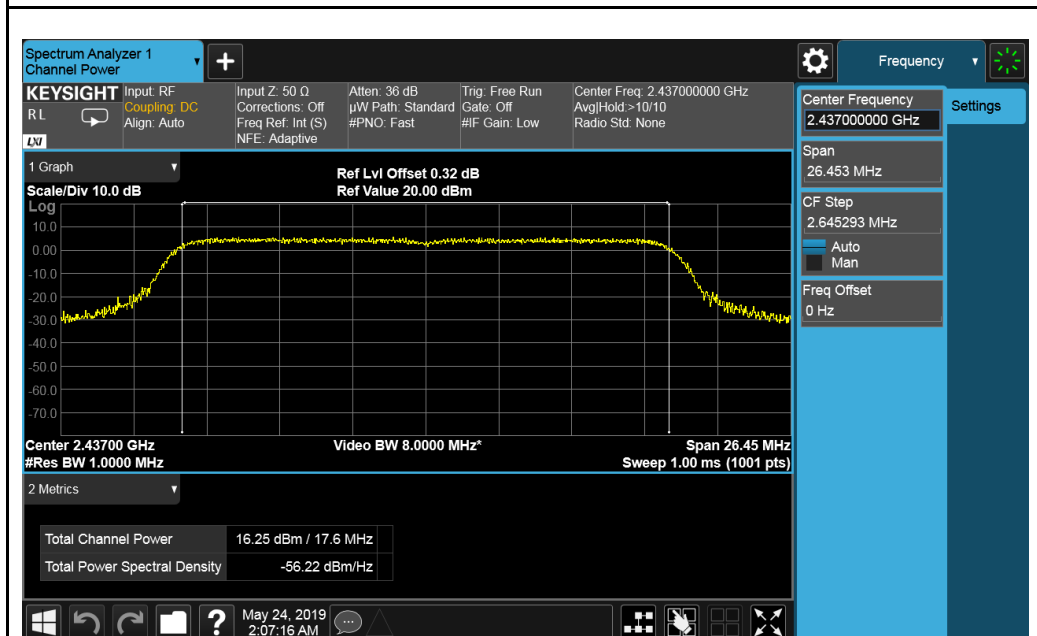 Spectrum Analyzer 1
Channel Power
+
Frequency
KEYSIGHT
RL
LXI
Input: RF
Coupling: DC
Align: Auto
Input Z: 50 Ω
Corrections: Off
Freq Ref: Int (S)
NFE: Adaptive
Atten: 36 dB
µW Path: Standard
#PNO: Fast
Trig: Free Run
Gate: Off
#IF Gain: Low
Center Freq: 2.437000000 GHz
Avg|Hold:>10/10
Radio Std: None
Center Frequency
2.437000000 GHz
Settings
Span
26.453 MHz
CF Step
2.645293 MHz
Auto
Man
Freq Offset
0 Hz
1 Graph
Scale/Div 10.0 dB
Ref Lvl Offset 0.32 dB
Ref Value 20.00 dBm
Log
10.0
0.00
-10.0
-20.0
-30.0
-40.0
-50.0
-60.0
-70.0
Center 2.43700 GHz
#Res BW 1.0000 MHz
Video BW 8.0000 MHz*
Span 26.45 MHz
Sweep 1.00 ms (1001 pts)
2 Metrics
Total Channel Power 16.25 dBm / 17.6 MHz
Total Power Spectral Density -56.22 dBm/Hz
?
May 24, 2019
2:07:16 AM